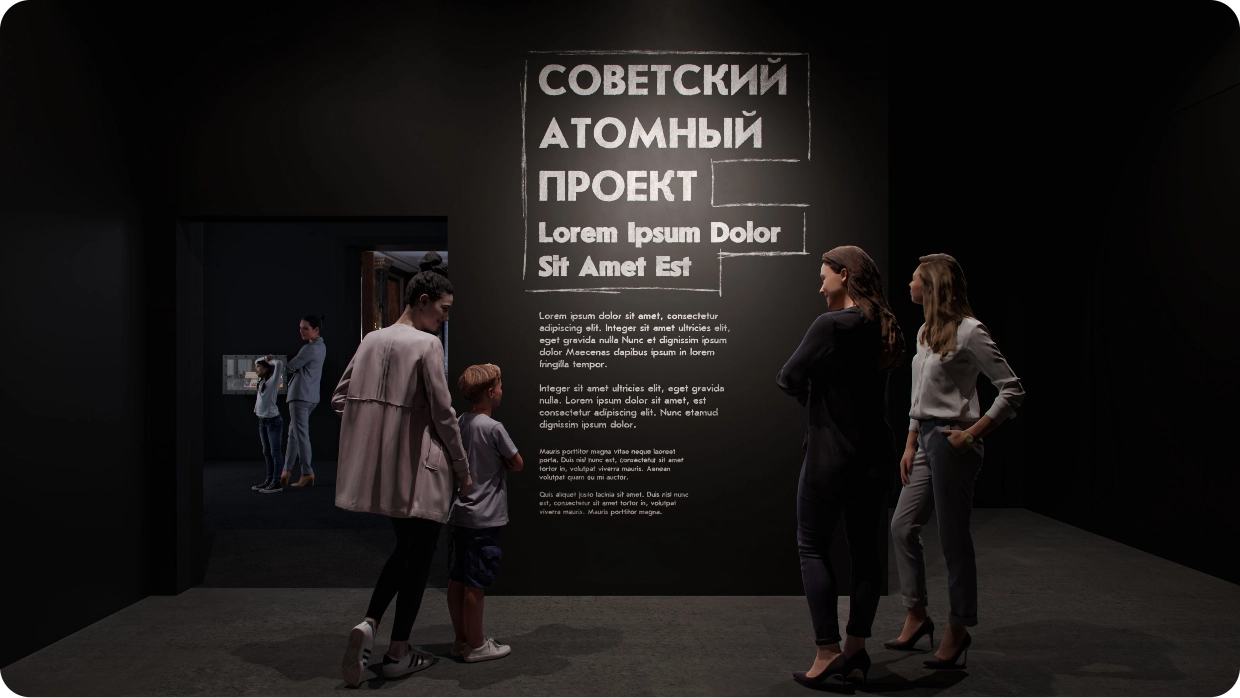 СОВЕТСКИЙ
АТОМНЫЙ
ПРОЕКТ
Lorem Ipsum Dolor
Sit Amet Est
Lorem ipsum dolor sit amet, consectetur
adipiscing elit. Integer sit amet ultricies elit,
eget gravida nulla Nunc et dignissim ipsum
dolor Maecenas dapibus ipsum in lorem
fringilla tempor.
Integer sit amet ultricies elit, eget gravida
nulla. Lorem ipsum dolor sit amet, est
consectetur adipiscing elit. Nunc etamud
dignissim ipsum dolor.
Mauris porttitor magna vitae neque laoreet
porta. Duis nisl nunc est, consectetur sit amet
tortor in, volutpat viverra mauris. Aenean
volutpat quam eu mi auctor.
Quis aliquet justo lacinia sit amet. Duis nisl nunc
est, consectetur sit amet tortor in, volutpat
viverra mauris. Mauris porttitor magna.